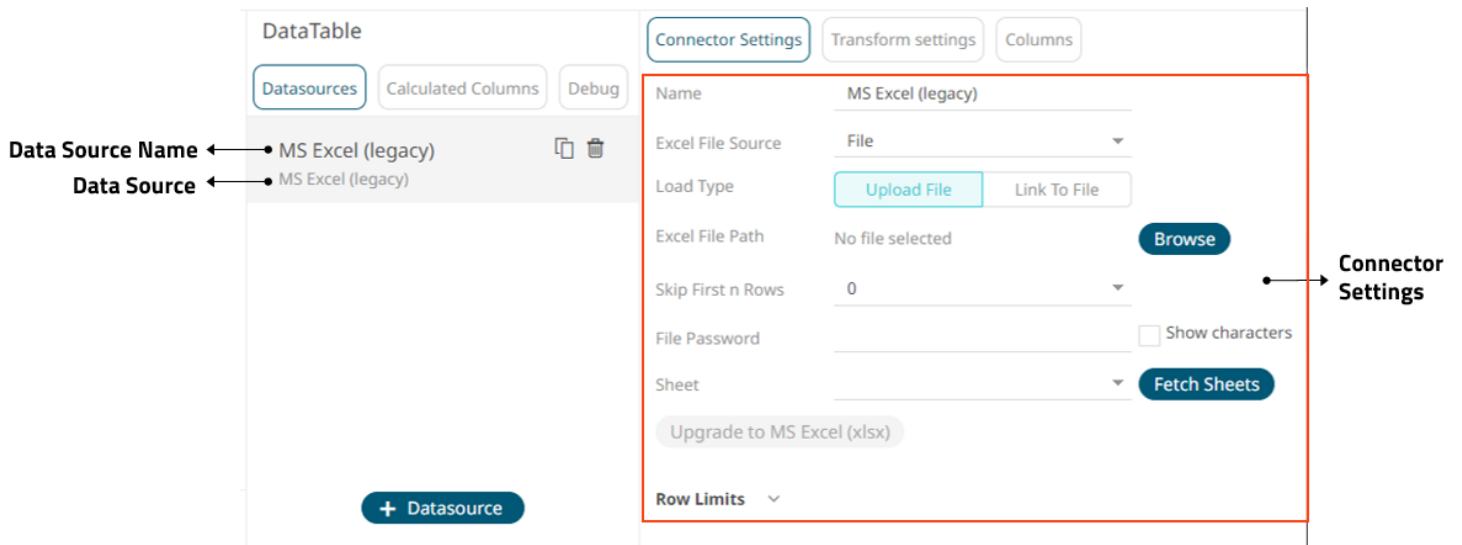 DataTable
Datasources
Calculated Columns
Debug
Data Source Name
MS Excel (legacy)
Data Source
MS Excel (legacy)
+ Datasource
Connector Settings
Transform settings
Columns
Name
MS Excel (legacy)
Excel File Source
File
Load Type
Upload File
Link To File
Excel File Path
No file selected
Browse
Skip First n Rows
0
File Password
Show characters
Sheet
Fetch Sheets
Upgrade to MS Excel (xlsx)
Row Limits
Connector
Settings